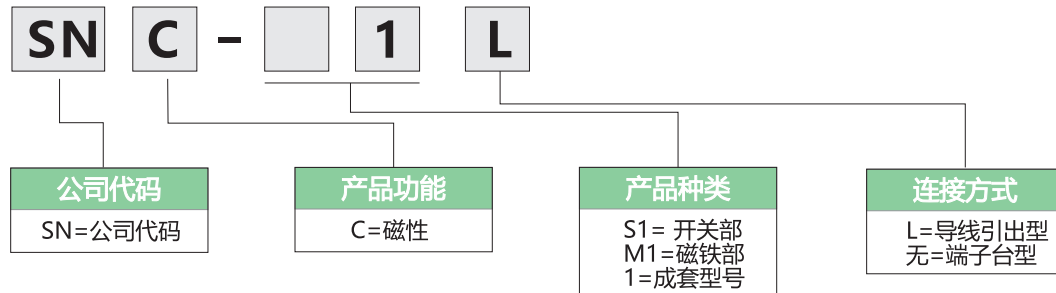 SN C - 1 L
公司代码
SN=公司代码
产品功能
C=磁性
产品种类
S1= 开关部
M1=磁铁部
1=成套型号
连接方式
L=导线引出型
无=端子台型